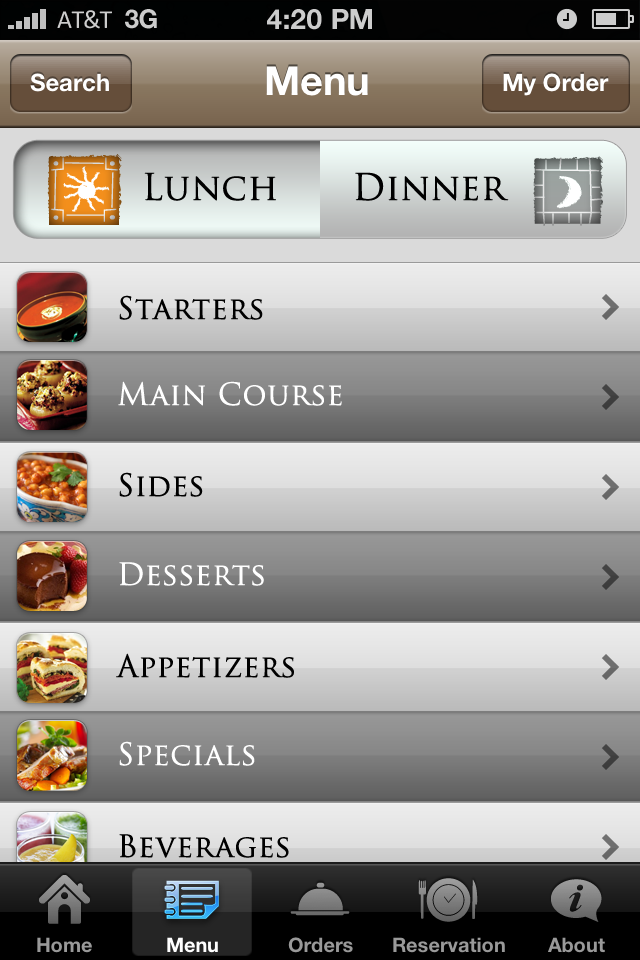 AT&T 3G 4:20 PM
Search Menu My Order
LUNCH DINNER
STARTERS
MAIN COURSE
SIDES
DESSERTS
APPETIZERS
SPECIALS
BEVERAGES
Home Menu Orders Reservation About